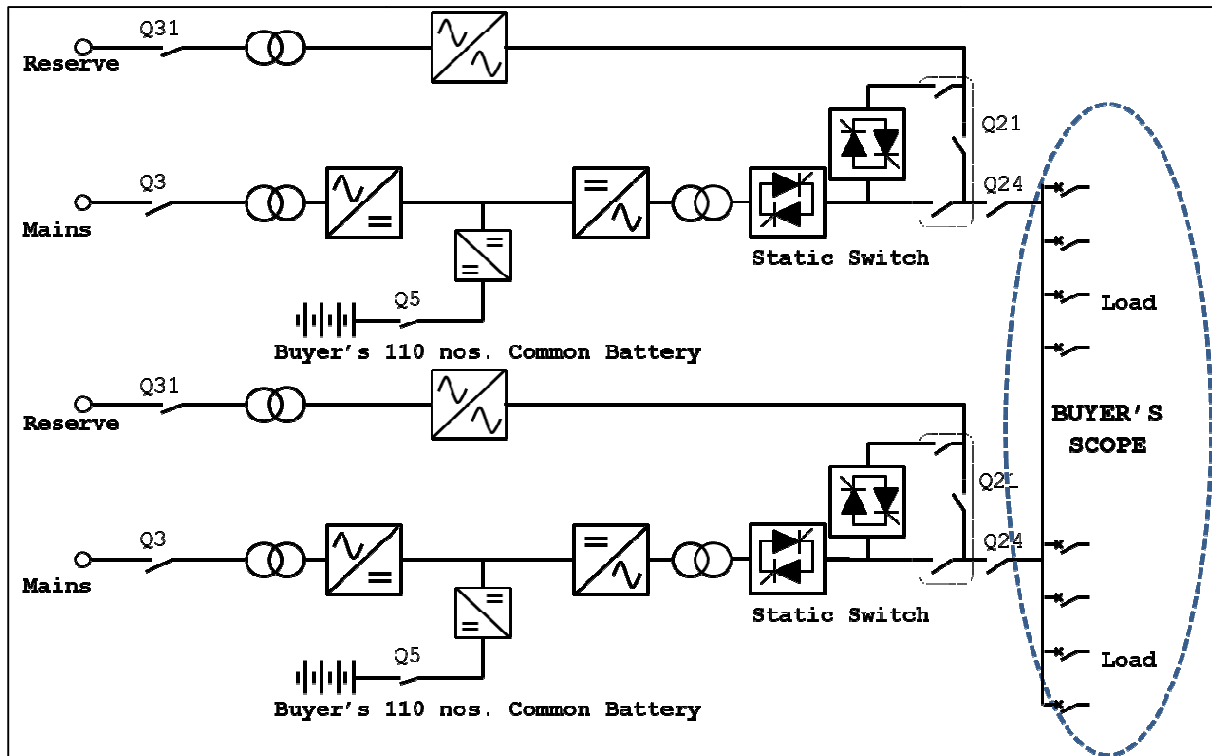 Q31
Reserve
Q21
Q3
Q24
Mains
Static Switch
Q5
Load
Buyer's 110 nos. Common Battery
Q31
Reserve
BUYER'S
SCOPE
Q21
Q3
Q24
Mains
Static Switch
Q5
Load
Buyer's 110 nos. Common Battery